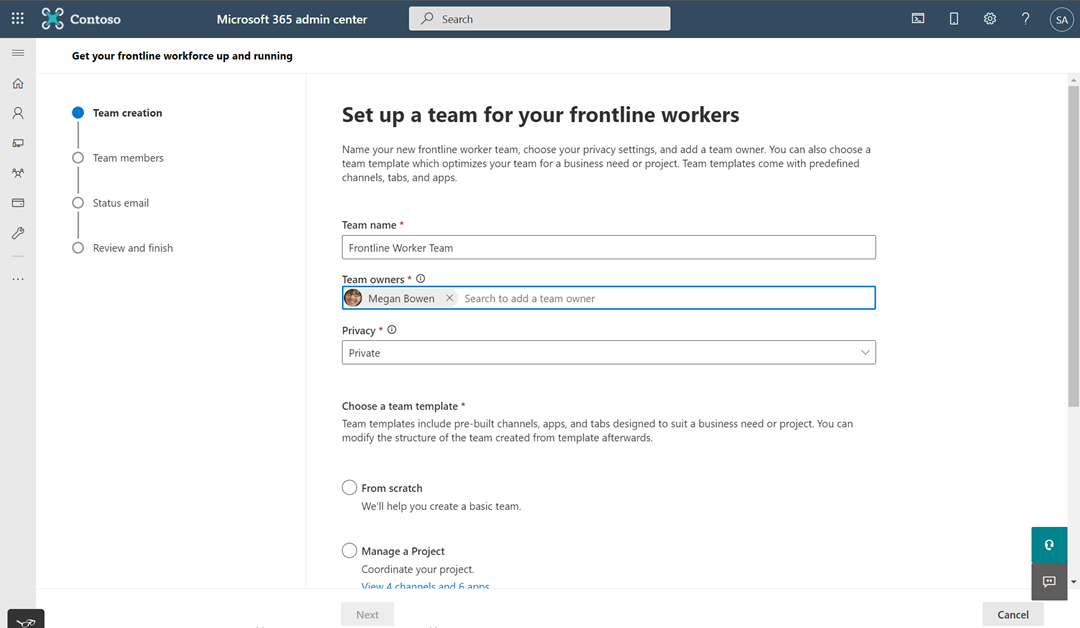 Contoso
Microsoft 365 admin center
Search
SA
Get your frontline workforce up and running
Team creation
Team members
Status email
Review and finish
Set up a team for your frontline workers
Name your new frontline worker team, choose your privacy settings, and add a team owner. You can also choose a
team template which optimizes your team for a business need or project. Team templates come with predefined
channels, tabs, and apps.
Team name *
Frontline Worker Team
Team owners *
Megan Bowen Search to add a team owner
Privacy *
Private
Choose a team template *
Team templates include pre-built channels, apps, and tabs designed to suit a business need or project. You can
modify the structure of the team created from template afterwards.
From scratch
We'll help you create a basic team.
Manage a Project
Coordinate your project.
View 4 channels and 6 apps
Next
Cancel